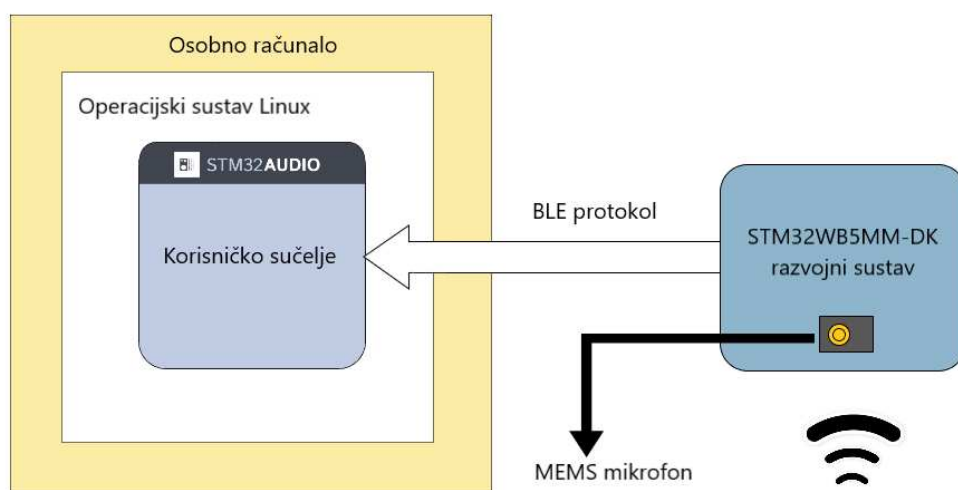 Osobno računalo
Operacijski sustav Linux
STM32AUDIO
Korisničko sučelje
BLE protokol
STM32WB5MM-DK
razvojni sustav
MEMS mikrofon